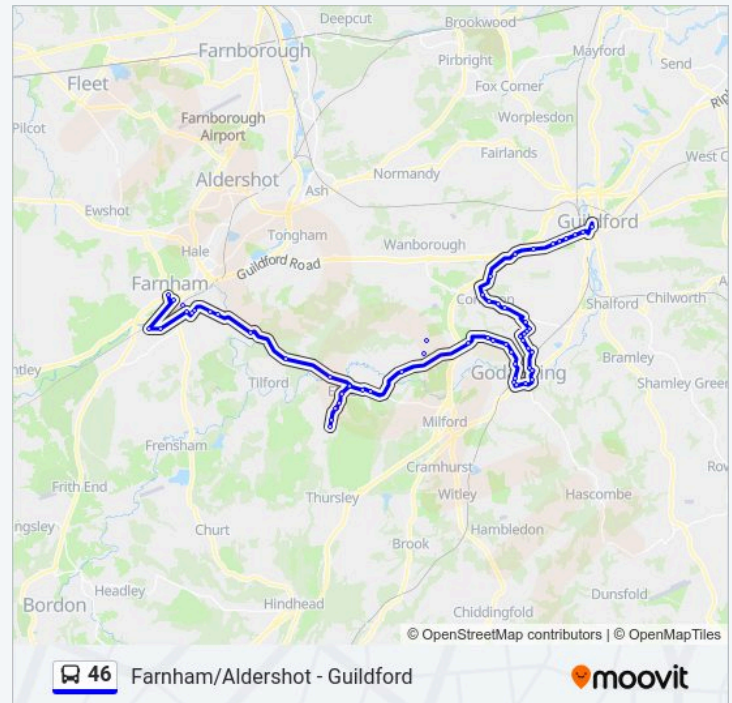 Deepcut
Brookwood
Mayford
Farnborough
Pirbright
Send
Fleet
Fox Corner
Worplesdon
Farnborough
Airport
Pilcot
Fairlands
Aldershot
Normandy
West C
Ash
Ewshot
Tongham
Guildford
Hale
Wanborough
Guildford Road
Farnham
Shalford
Chilworth
Bramley
Tilford
Shamley Gree
Milford
Frensham
Cramhurst
Frith End
Witley
Hascombe
Thursley
ngsley
Churt
Hambledon
Brook
Headley
Dunsfold
Bordon
Hindhead
Chiddingfold
© OpenStreetMap contributors | © OpenMapTiles
46 Farnham/Aldershot - Guildford
moovit